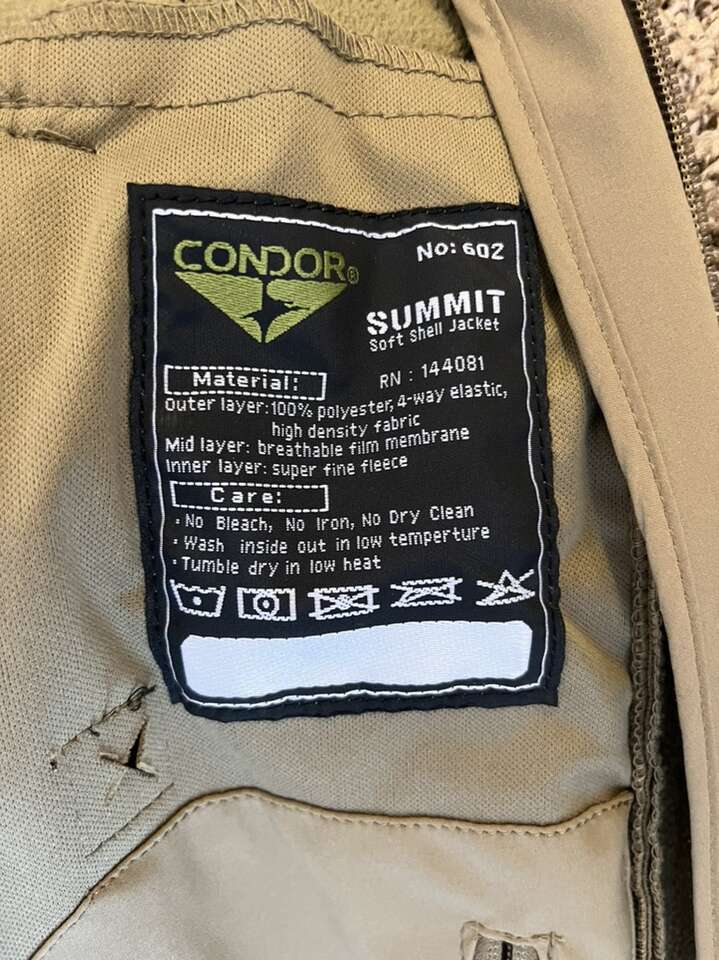 CONDOR®
No: 602
SUMMIT
Soft Shell Jacket
Material:
RN : 144081
Outer layer:100% polyester, 4-way elastic,
high density fabric
Mid layer: breathable film membrane
Inner layer: super fine fleece
Care:
· No Bleach, No Iron, No Dry Clean
· Wash inside out in low temperture
· Tumble dry in low heat